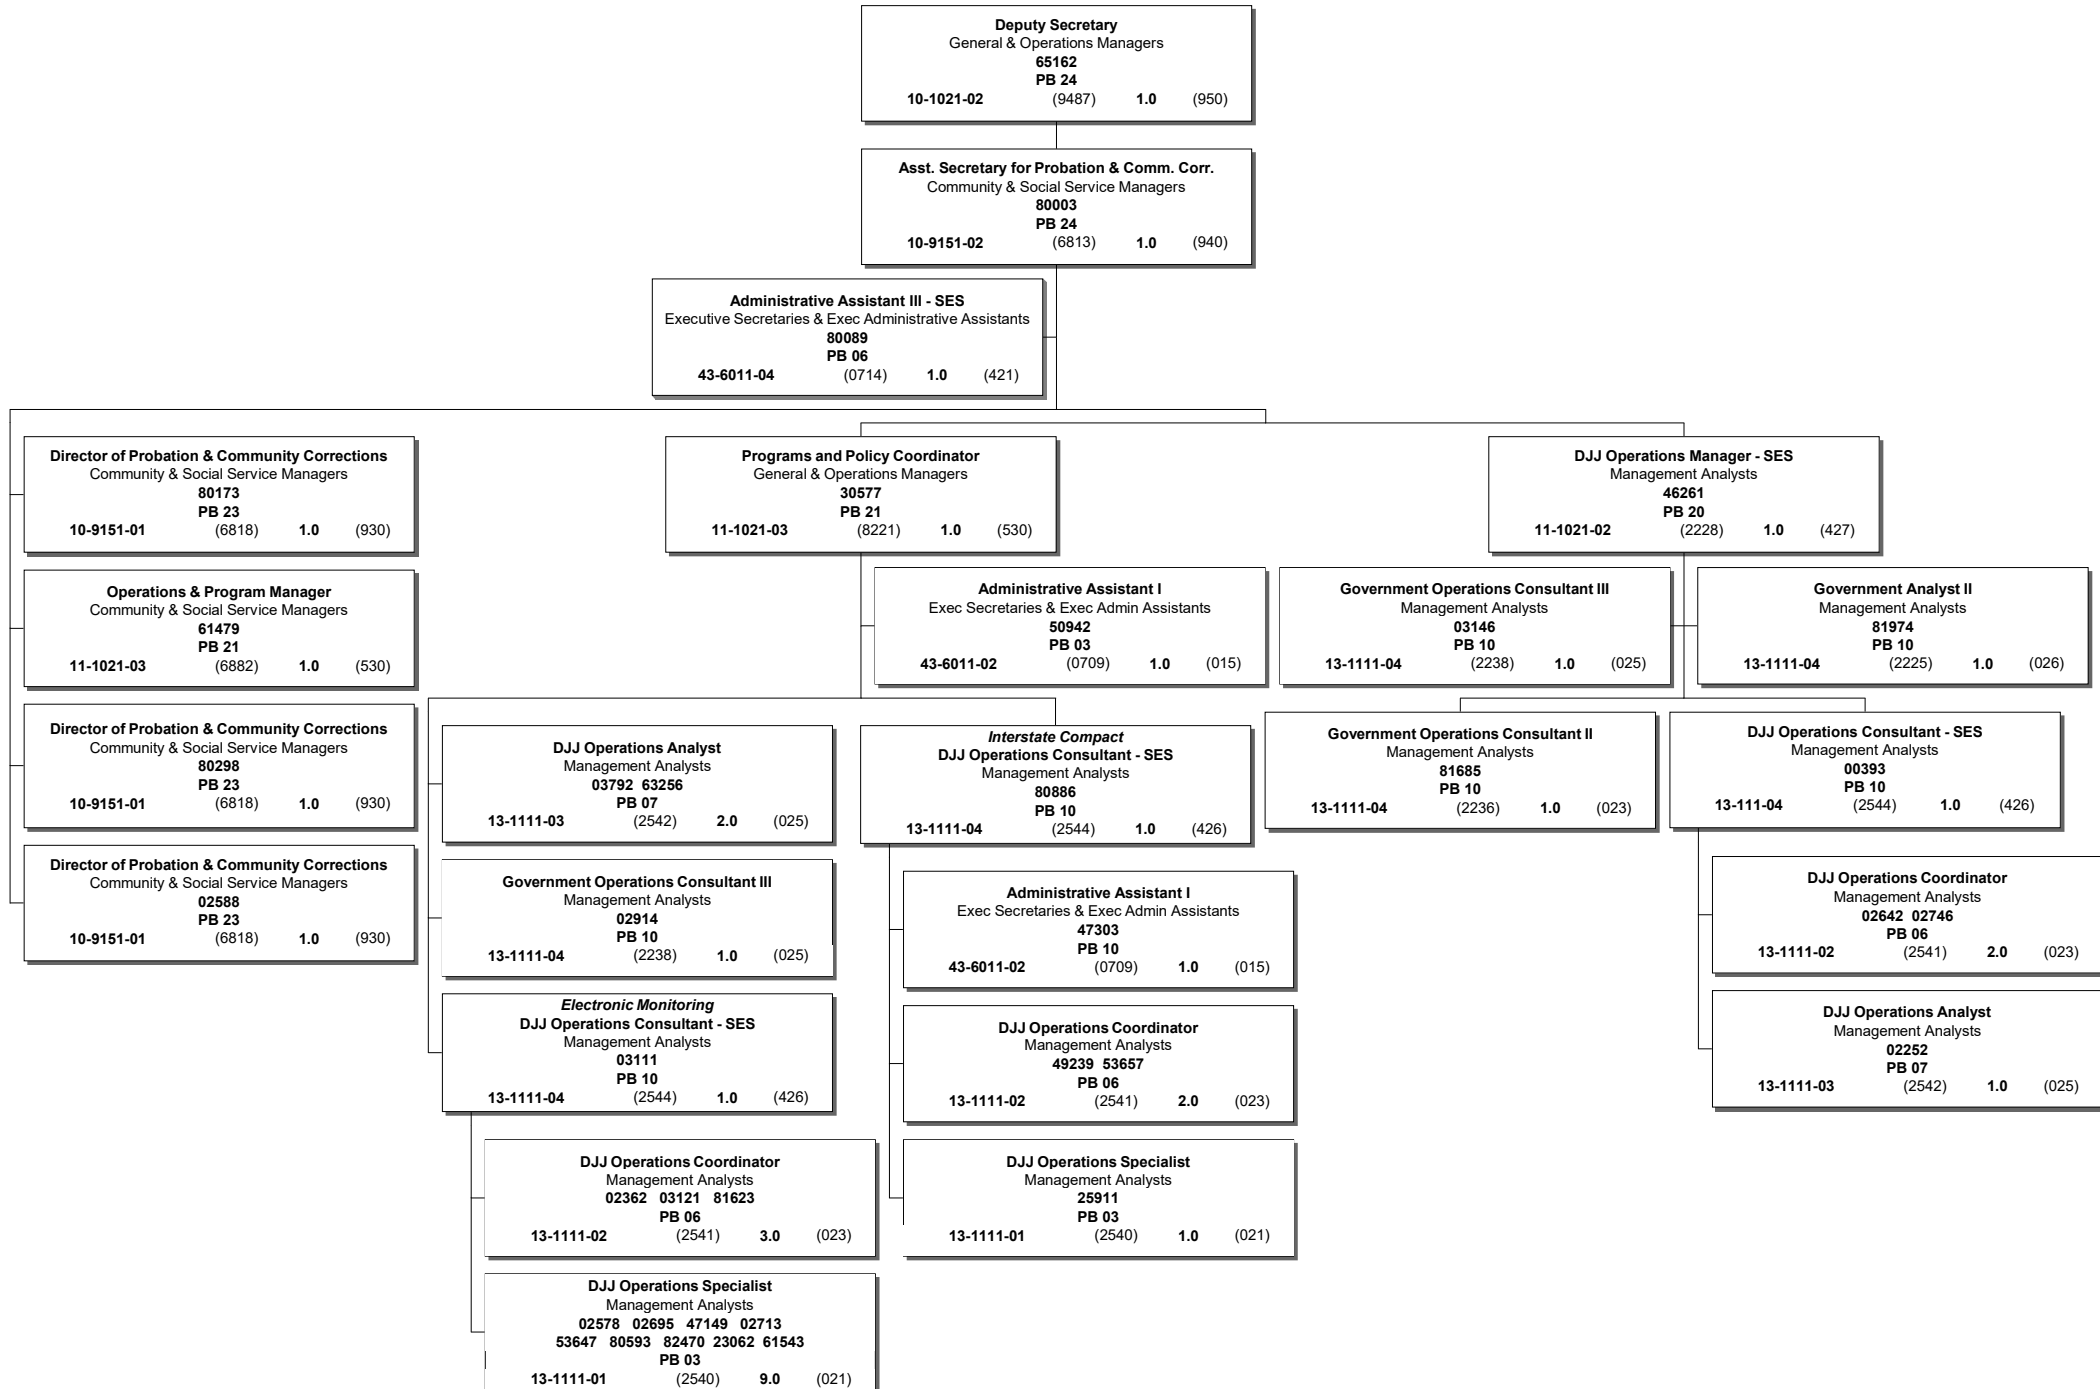 Deputy Secretary
General & Operations Managers
65162
PB 24
10-1021-02 (9487) 1.0 (950)
Asst. Secretary for Probation & Comm. Corr.
Community & Social Service Managers
80003
PB 24
10-9151-02 (6813) 1.0 (940)
Administrative Assistant III - SES
Executive Secretaries & Exec Administrative Assistants
80089
PB 06
43-6011-04 (0714) 1.0 (421)
Director of Probation & Community Corrections
Community & Social Service Managers
80173
PB 23
10-9151-01 (6818) 1.0 (930)
Operations & Program Manager
Community & Social Service Managers
61479
PB 21
11-1021-03 (6882) 1.0 (530)
Director of Probation & Community Corrections
Community & Social Service Managers
80298
PB 23
10-9151-01 (6818) 1.0 (930)
Director of Probation & Community Corrections
Community & Social Service Managers
02588
PB 23
10-9151-01 (6818) 1.0 (930)
Programs and Policy Coordinator
General & Operations Managers
30577
PB 21
11-1021-03 (8221) 1.0 (530)
Administrative Assistant I
Exec Secretaries & Exec Admin Assistants
50942
PB 03
43-6011-02 (0709) 1.0 (015)
DJJ Operations Analyst
Management Analysts
03792 63256
PB 07
13-1111-03 (2542) 2.0 (025)
Government Operations Consultant III
Management Analysts
02914
PB 10
13-1111-04 (2238) 1.0 (025)
Electronic Monitoring
DJJ Operations Consultant - SES
Management Analysts
03111
PB 10
13-1111-04 (2544) 1.0 (426)
DJJ Operations Coordinator
Management Analysts
02362 03121 81623
PB 06
13-1111-02 (2541) 3.0 (023)
DJJ Operations Specialist
Management Analysts
02578 02695 47149 02713
53647 80593 82470 23062 61543
PB 03
13-1111-01 (2540) 9.0 (021)
Interstate Compact
DJJ Operations Consultant - SES
Management Analysts
80886
PB 10
13-1111-04 (2544) 1.0 (426)
Administrative Assistant I
Exec Secretaries & Exec Admin Assistants
47303
PB 10
43-6011-02 (0709) 1.0 (015)
DJJ Operations Coordinator
Management Analysts
49239 53657
PB 06
13-1111-02 (2541) 2.0 (023)
DJJ Operations Specialist
Management Analysts
25911
PB 03
13-1111-01 (2540) 1.0 (021)
DJJ Operations Manager - SES
Management Analysts
46261
PB 20
11-1021-02 (2228) 1.0 (427)
Government Operations Consultant III
Management Analysts
03146
PB 10
13-1111-04 (2238) 1.0 (025)
Government Analyst II
Management Analysts
81974
PB 10
13-1111-04 (2225) 1.0 (026)
Government Operations Consultant II
Management Analysts
81685
PB 10
13-1111-04 (2236) 1.0 (023)
DJJ Operations Consultant - SES
Management Analysts
00393
PB 10
13-111-04 (2544) 1.0 (426)
DJJ Operations Coordinator
Management Analysts
02642 02746
PB 06
13-1111-02 (2541) 2.0 (023)
DJJ Operations Analyst
Management Analysts
02252
PB 07
13-1111-03 (2542) 1.0 (025)